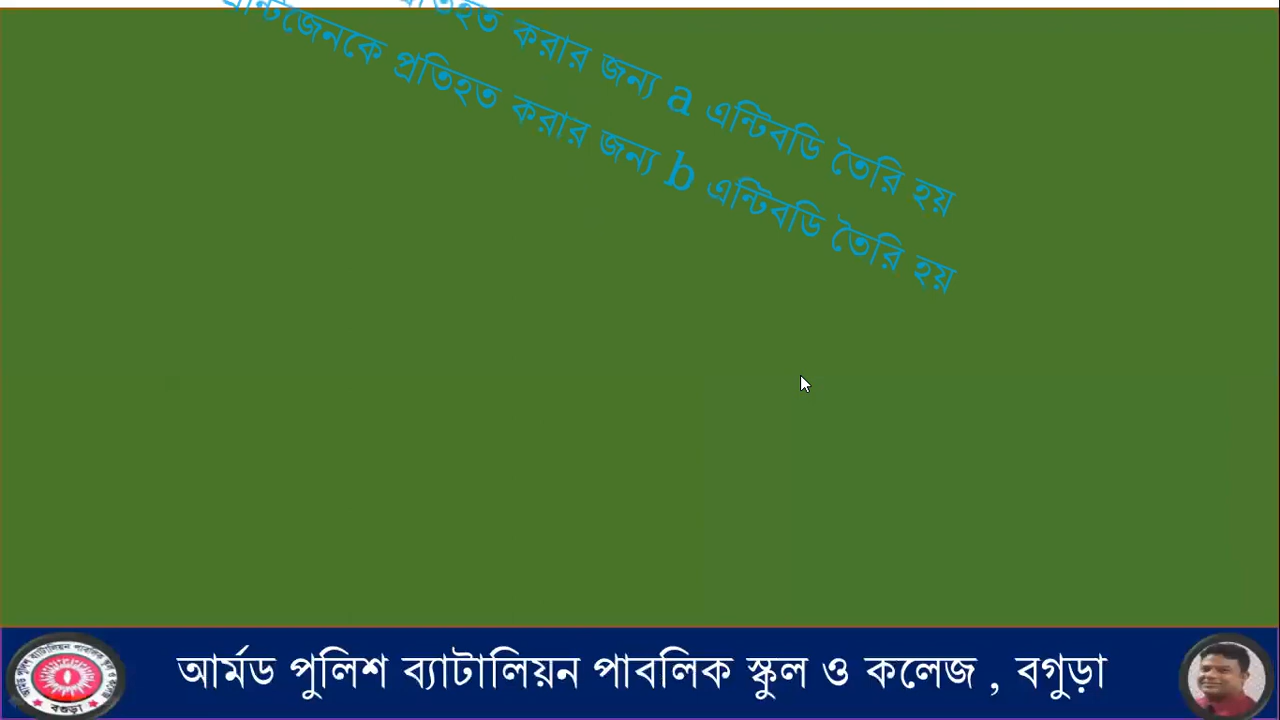 প্রতিহত করার জন্য a এন্টিবডি তৈরি হয়
এন্টিজেনকে প্রতিহত করার জন্য b এন্টিবডি তৈরি হয়
আর্মড পুলিশ ব্যাটালিয়ন পাবলিক স্কুল ও কলেজ , বগুড়া
বগুড়া